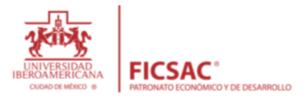 UNIVERSIDAD
IBEROAMERICANA
CIUDAD DE MÉXICO ®
FICSAC®
PATRONATO ECONÓMICO Y DE DESARROLLO